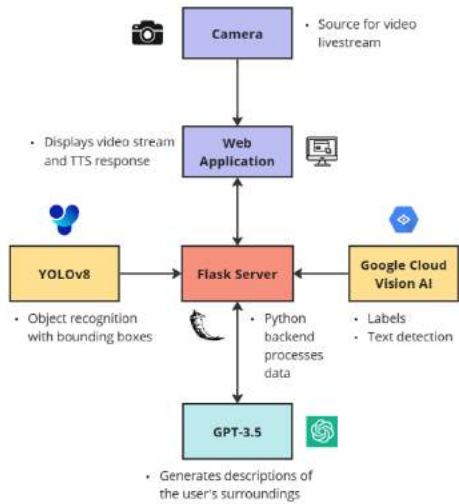 Camera
• Source for video
livestream
• Displays video stream
and TTS response
Web
Application
YOLOv8
Flask Server
Google Cloud
Vision AI
• Object recognition
with bounding boxes
• Python
backend
processes
data
• Labels
• Text detection
GPT-3.5
• Generates descriptions of
the user's surroundings